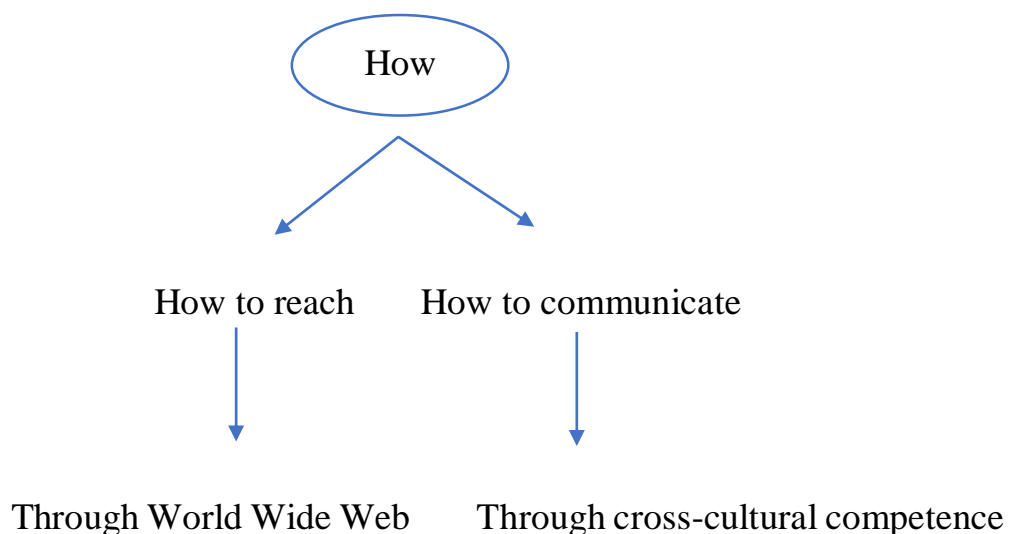 How
How to reach
How to communicate
Through World Wide Web
Through cross-cultural competence